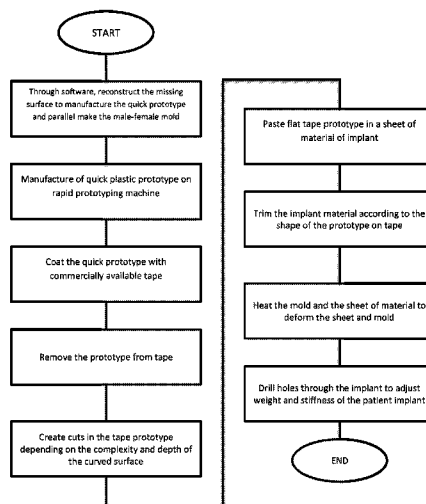 START
Through software, reconstruct the missing
surface to manufacture the quick prototype
and parallel make the male-female mold
Manufacture of quick plastic prototype on
rapid prototyping machine
Coat the quick prototype with
commercially available tape
Remove the prototype from tape
Create cuts in the tape prototype
depending on the complexity and depth of
the curved surface
Paste flat tape prototype in a sheet of
material of implant
Trim the implant material according to the
shape of the prototype on tape
Heat the mold and the sheet of material to
deform the sheet and mold
Drill holes through the implant to adjust
weight and stiffness of the patient implant
END